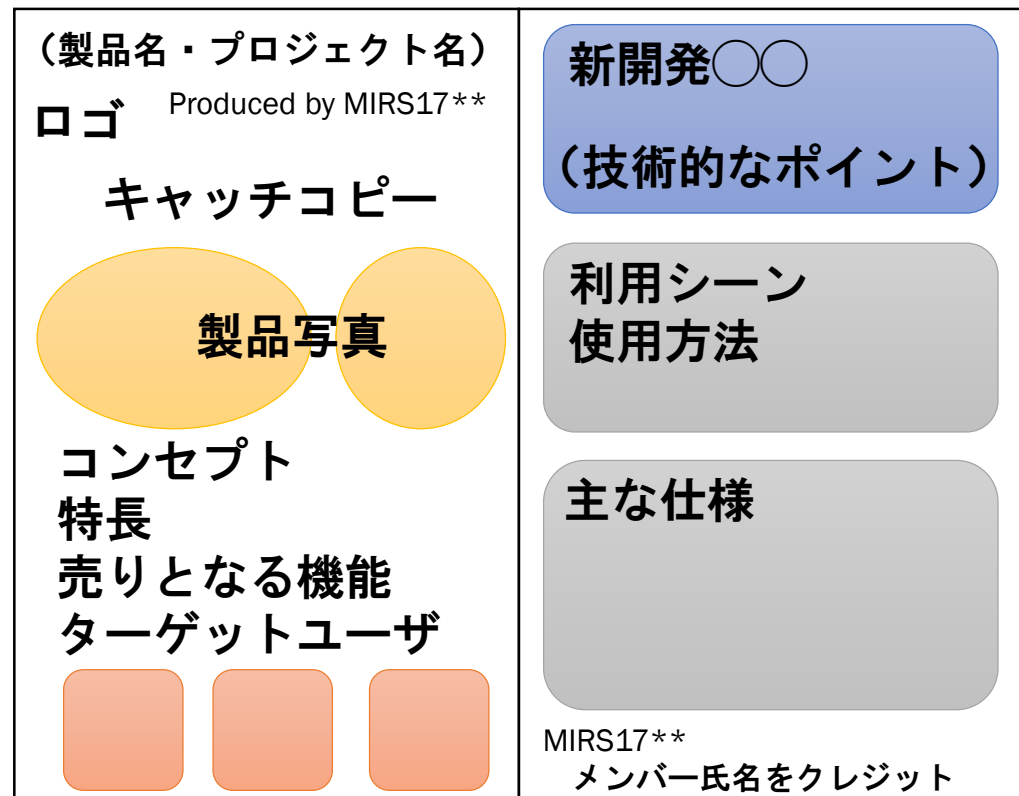 （製品名・プロジェクト名）
ロゴ
Produced by MIRS17**
キャッチコピー
製品写真
コンセプト
特長
売りとなる機能
ターゲットユーザ
新開発◯◯
（技術的なポイント）
利用シーン
使用方法
主な仕様
MIRS17**
メンバー氏名をクレジット